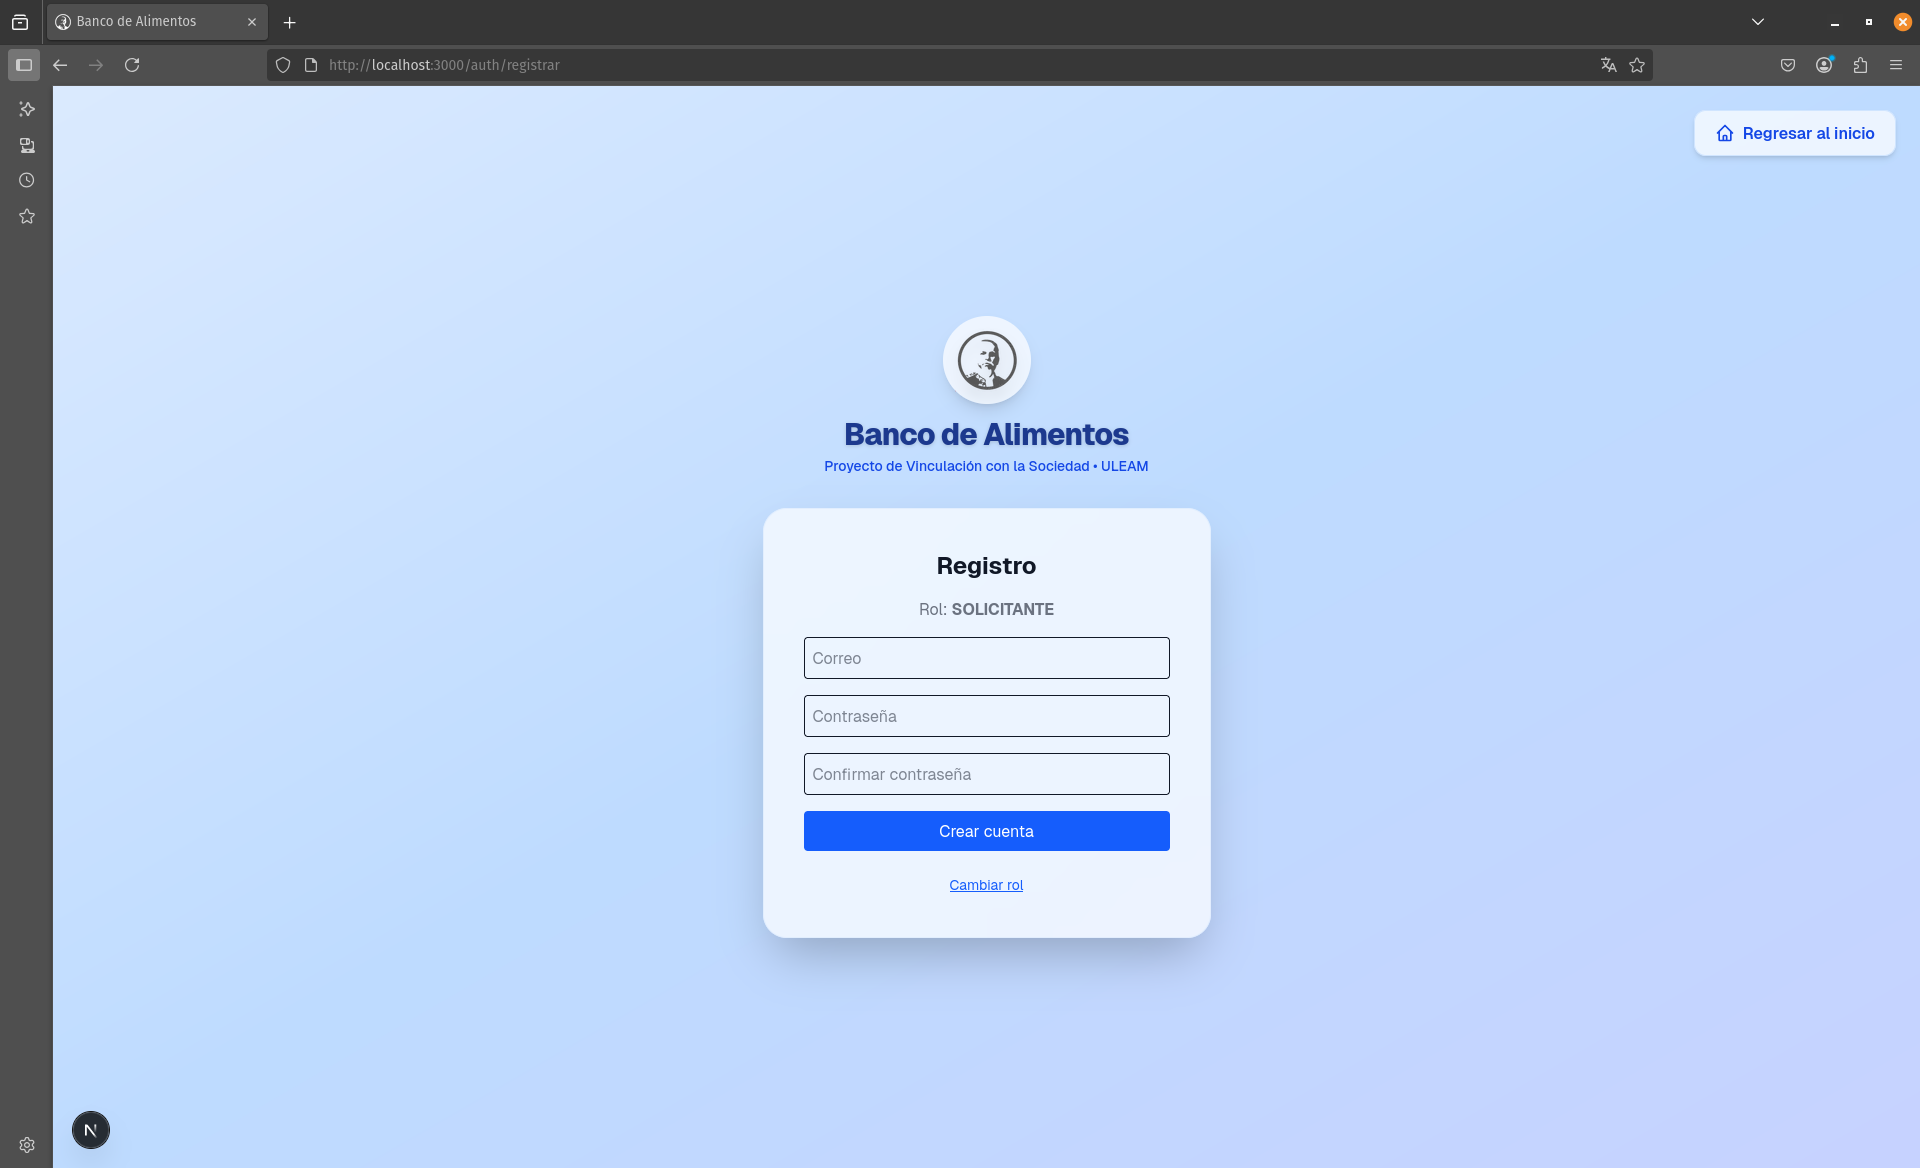 Banco de Alimentos
http://localhost:3000/auth/registrar
Regresar al inicio
Banco de Alimentos
Proyecto de Vinculación con la Sociedad • ULEAM
Registro
Rol: SOLICITANTE
Correo
Contraseña
Confirmar contraseña
Crear cuenta
Cambiar rol
N